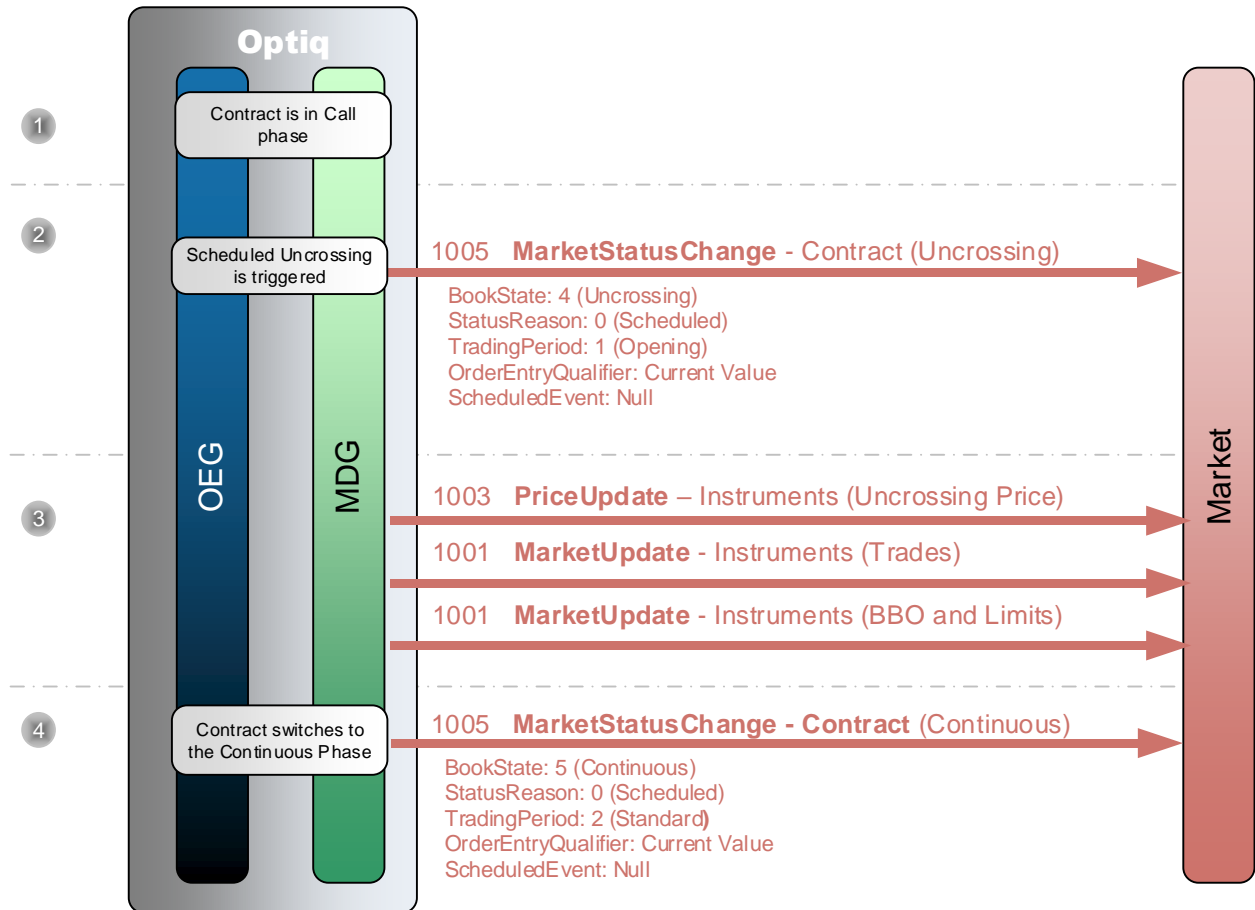 Optiq
1
Contract is in Call
phase
2
Scheduled Uncrossing
is triggered
1005 MarketStatusChange - Contract (Uncrossing)
BookState: 4 (Uncrossing)
StatusReason: 0 (Scheduled)
TradingPeriod: 1 (Opening)
OrderEntryQualifier: Current Value
ScheduledEvent: Null
OEG
MDG
Market
3
1003 PriceUpdate – Instruments (Uncrossing Price)
1001 MarketUpdate - Instruments (Trades)
1001 MarketUpdate - Instruments (BBO and Limits)
4
Contract switches to
the Continuous Phase
1005 MarketStatusChange - Contract (Continuous)
BookState: 5 (Continuous)
StatusReason: 0 (Scheduled)
TradingPeriod: 2 (Standard)
OrderEntryQualifier: Current Value
ScheduledEvent: Null